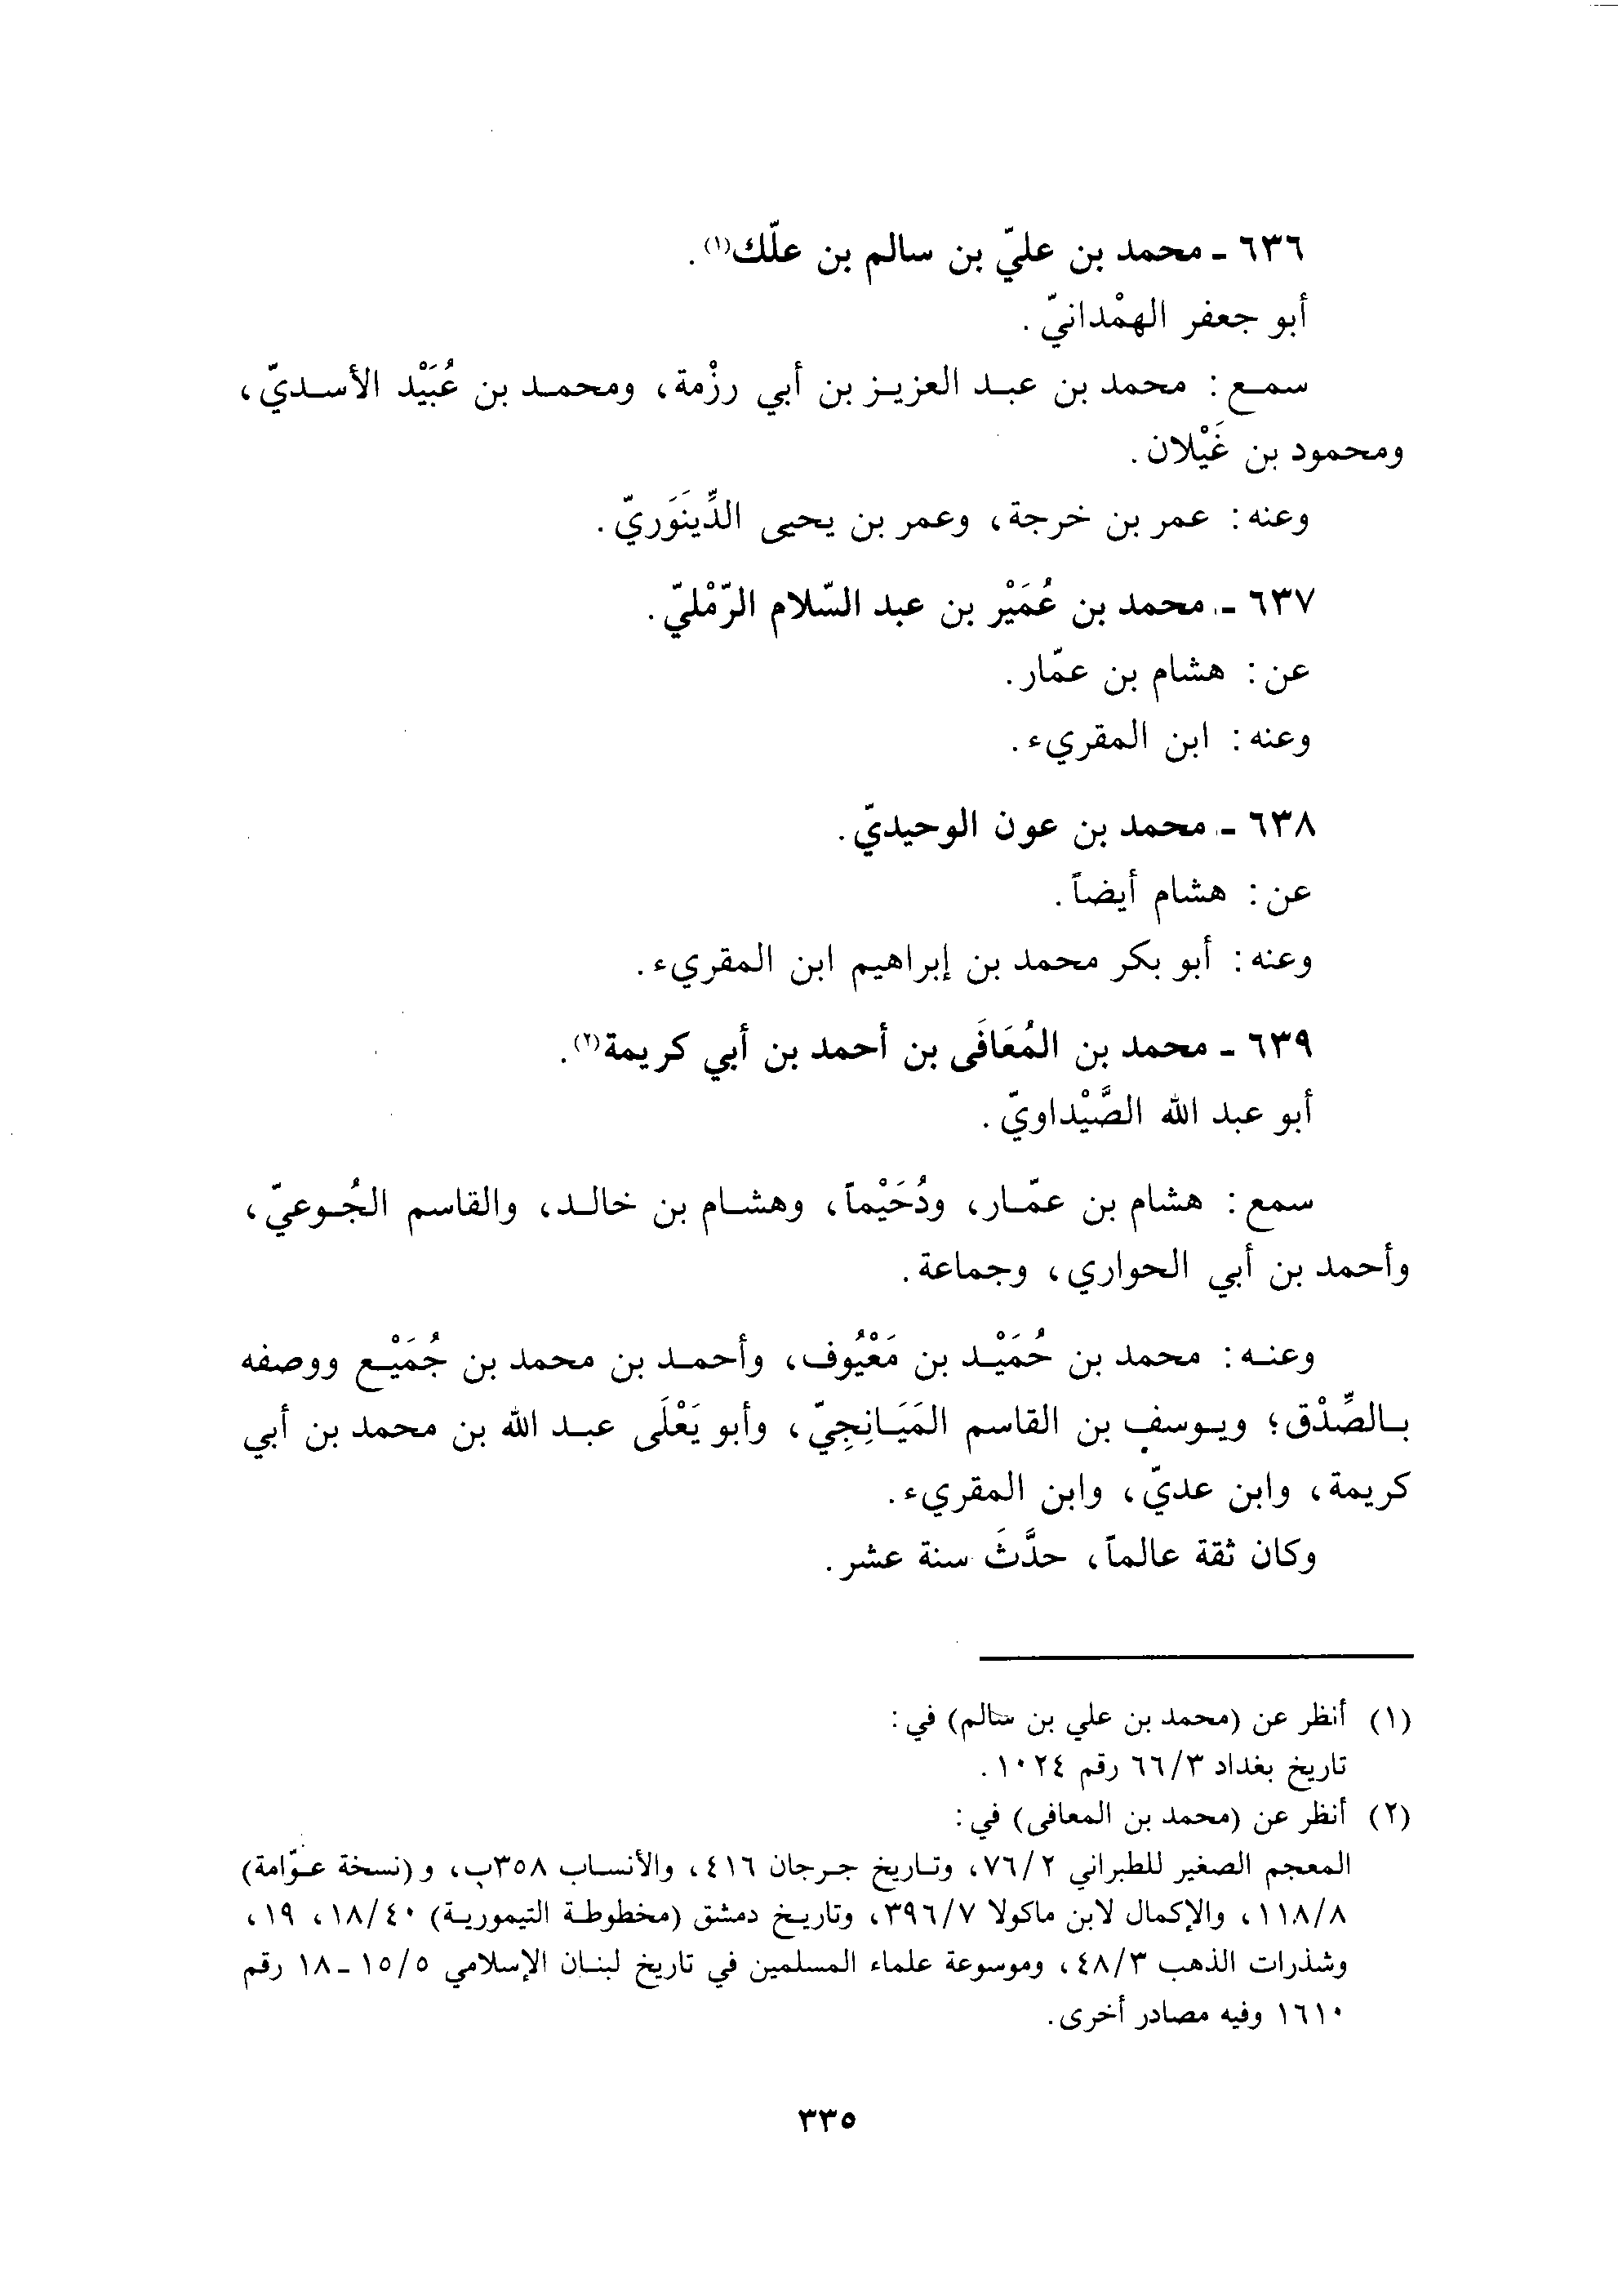 ٦٣٦ - محمد بن عليّ بن سالم بن علّك(١).
أبو جعفر الهمْدانيّ.
سمع: محمد بن عبد العزيز بن أبي رزْمة، ومحمد بن عُبَيْد الأسديّ،
ومحمود بن غَيْلان.
وعنه: عمر بن خرجة، وعمر بن يحيى الدِّينَوَريّ.
٦٣٧ - محمد بن عُمَيْر بن عبد السّلام الرّمْليّ.
عن: هشام بن عمّار.
وعنه: ابن المقريء.
٦٣٨ - محمد بن عون الوحيديّ.
عن: هشام أيضاً.
وعنه: أبو بكر محمد بن إبراهيم ابن المقريء.
٦٣٩ - محمد بن المُعَافَى بن أحمد بن أبي كريمة(٢).
أبو عبد الله الصَّيْداويّ.
سمع: هشام بن عمّار، ودُحَيْماً، وهشام بن خالد، والقاسم الجُوعيّ،
وأحمد بن أبي الحواري، وجماعة.
وعنه: محمد بن حُمَيْد بن مَعْيُوف، وأحمد بن محمد بن جُمَيْع ووصفه
بالصِّدْق؛ ويوسف بن القاسم المَيَانِجِيّ، وأبو يَعْلَى عبد الله بن محمد بن أبي
كريمة، وابن عديّ، وابن المقريء.
وكان ثقة عالماً، حدَّثَ سنة عشر.
(١) أنظر عن (محمد بن علي بن سالم) في:
تاريخ بغداد ٦٦/٣ رقم ١٠٢٤.
(٢) أنظر عن (محمد بن المعافى) في:
المعجم الصغير للطبراني ٧٦/٢، وتاريخ جرجان ٤١٦، والأنساب ٣٥٨ب، و(نسخة عوّامة)
١١٨/٨، والإكمال لابن ماكولا ٣٩٦/٧، وتاريخ دمشق (مخطوطة التيمورية) ١٨/٤٠، ١٩،
وشذرات الذهب ٤٨/٣، وموسوعة علماء المسلمين في تاريخ لبنان الإسلامي ١٥/٥ - ١٨ رقم
١٦١٠ وفيه مصادر أخرى.
٣٣٥